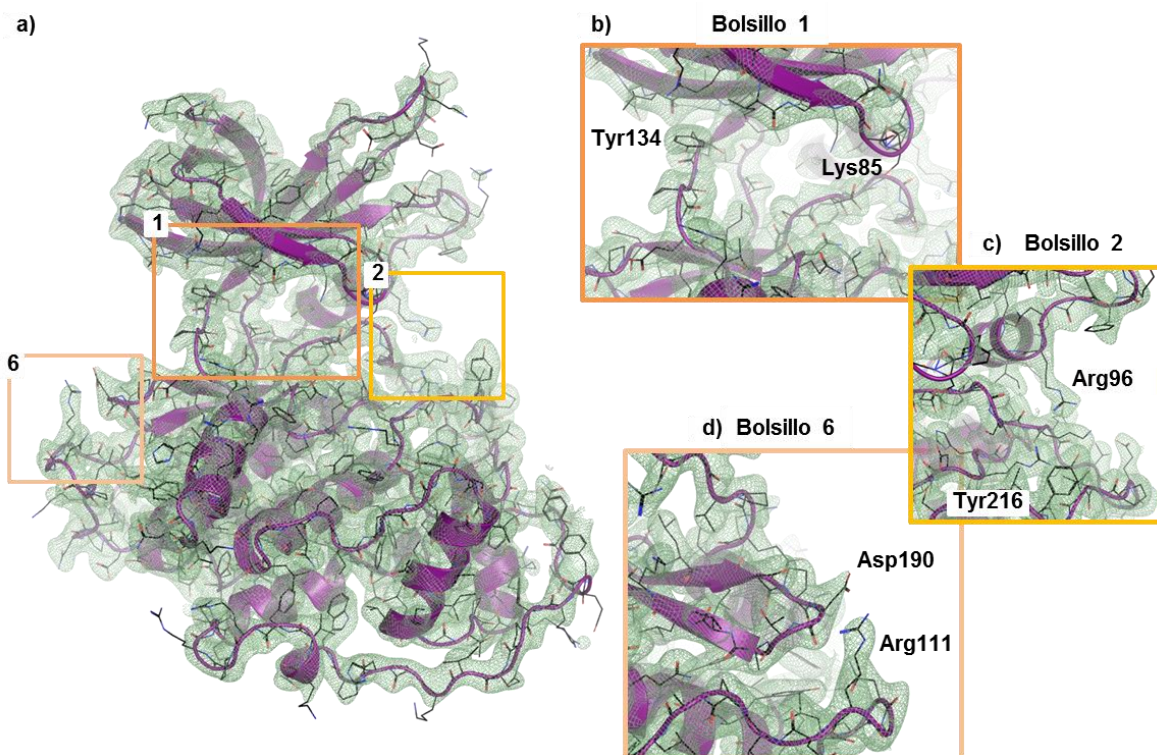 a)
1
2
6
b) Bolsillo 1
Tyr134
Lys85
c) Bolsillo 2
Arg96
Tyr216
d) Bolsillo 6
Asp190
Arg111